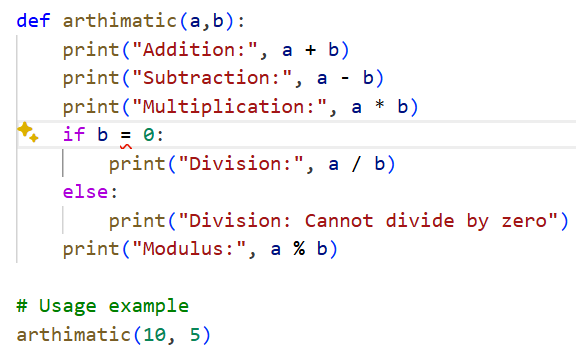 def arthimatic(a,b):
    print("Addition:", a + b)
    print("Subtraction:", a - b)
    print("Multiplication:", a * b)
    if b = 0:
        print("Division:", a / b)
    else:
        print("Division: Cannot divide by zero")
    print("Modulus:", a % b)

# Usage example
arthimatic(10, 5)